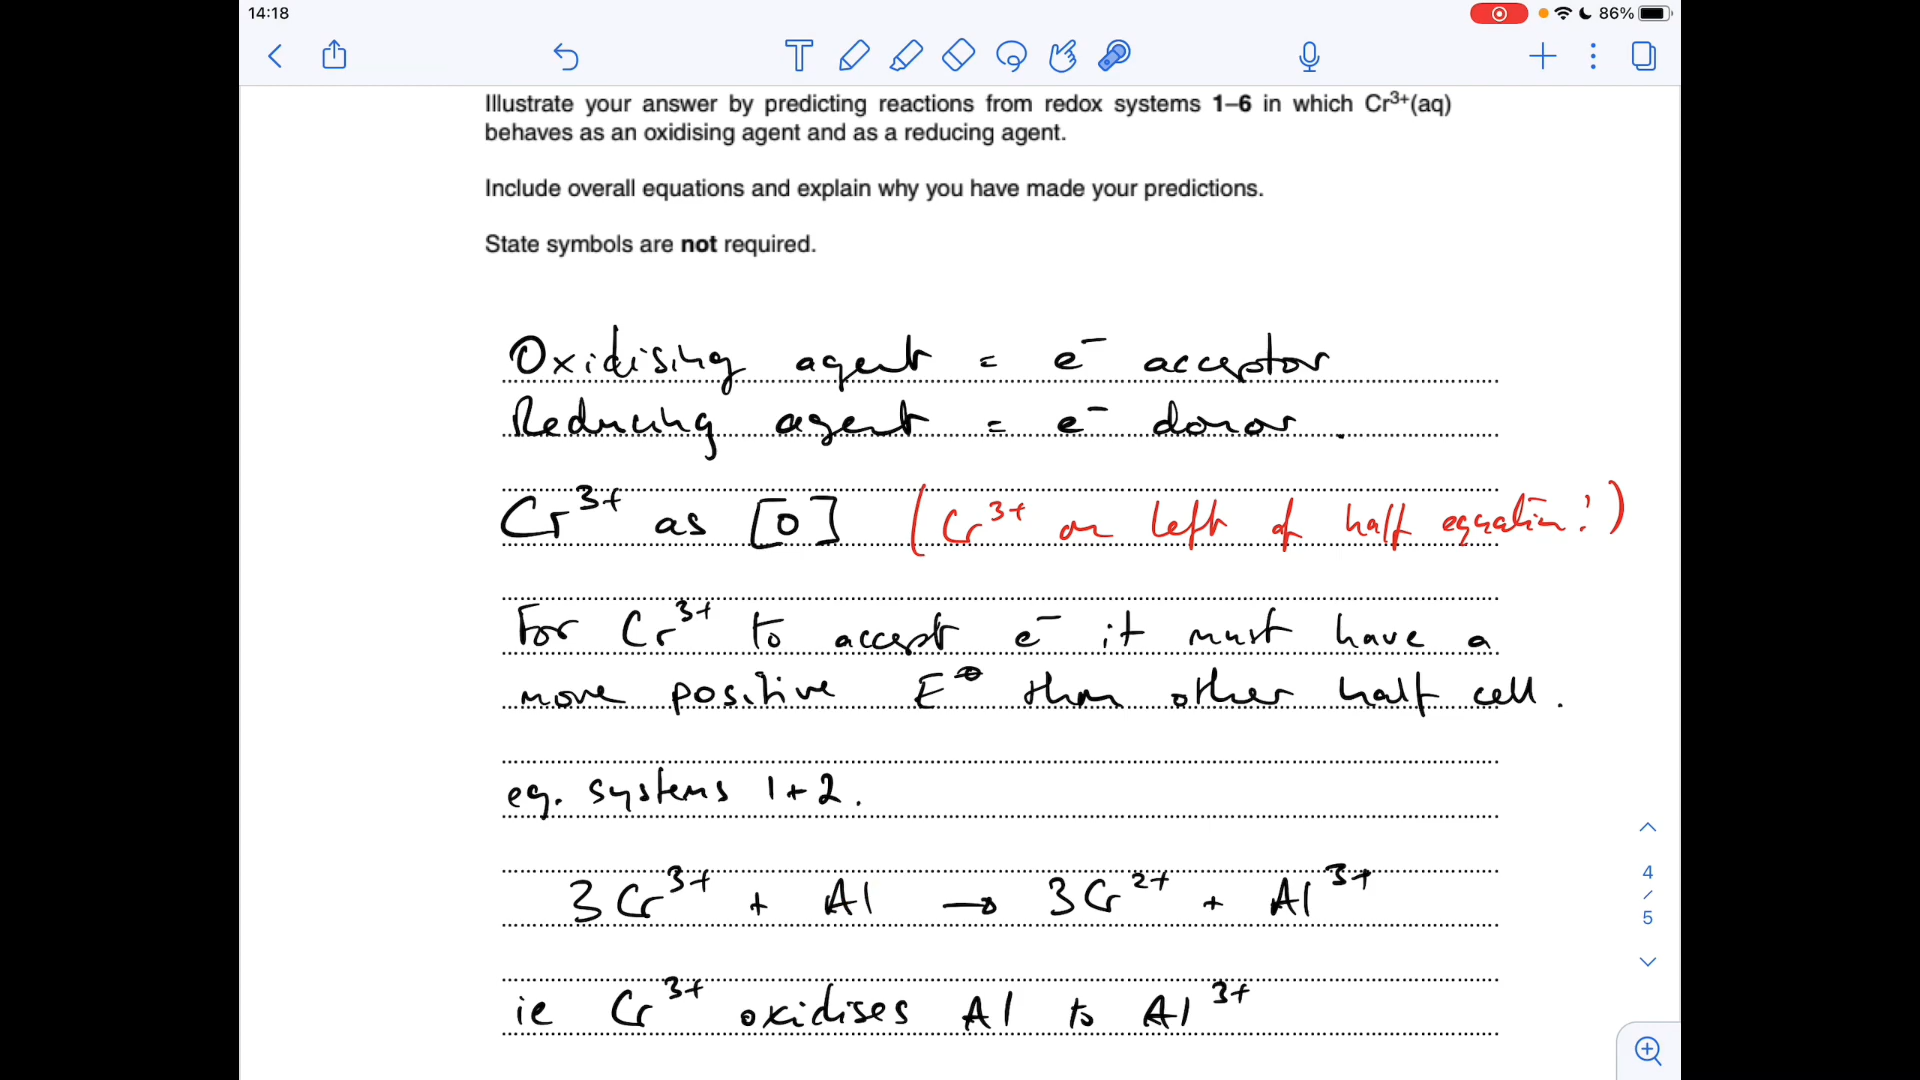 14:18
86%
Illustrate your answer by predicting reactions from redox systems 1–6 in which Cr³⁺(aq)
behaves as an oxidising agent and as a reducing agent.
Include overall equations and explain why you have made your predictions.
State symbols are not required.
Oxidising agent = e⁻ acceptor
Reducing agent = e⁻ donor.
Cr³⁺ as [O] (Cr³⁺ on left of half equation!)
For Cr³⁺ to accept e⁻ it must have a
more positive E⦵ than other half cell.
eg. systems 1+2.
3Cr³⁺ + Al → 3Cr²⁺ + Al³⁺
ie Cr³⁺ oxidises Al to Al³⁺
4
/
5